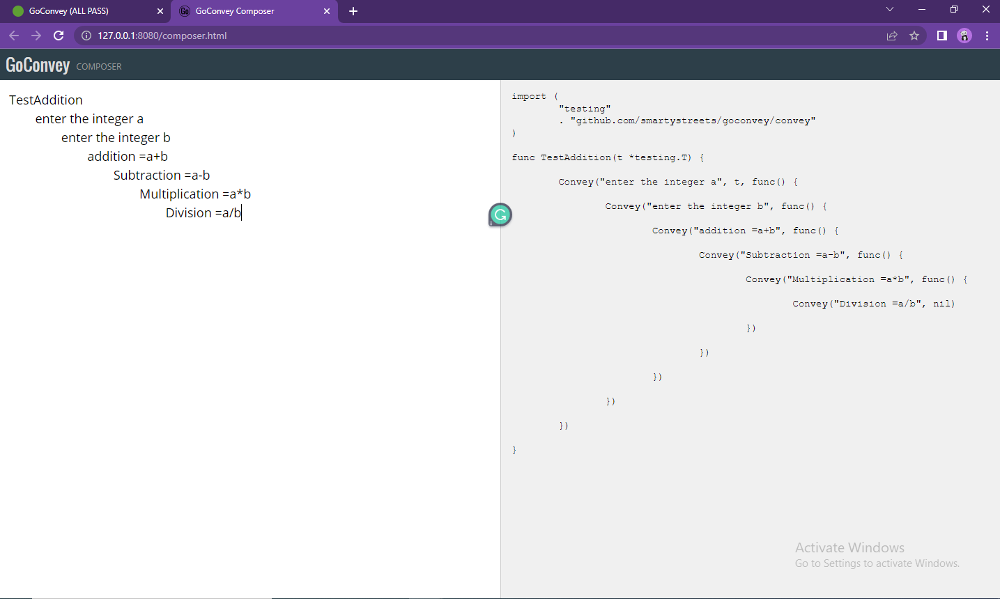 GoConvey (ALL PASS)
Go GoConvey Composer
127.0.0.1:8080/composer.html
GoConvey COMPOSER
TestAddition
enter the integer a
enter the integer b
addition =a+b
Subtraction =a-b
Multiplication =a*b
Division =a/b
import (
"testing"
. "github.com/smartystreets/goconvey/convey"
)
func TestAddition(t *testing.T) {
Convey("enter the integer a", t, func() {
Convey("enter the integer b", func() {
Convey("addition =a+b", func() {
Convey("Subtraction =a-b", func() {
Convey("Multiplication =a*b", func() {
Convey("Division =a/b", nil)
})
})
})
})
})
}
Activate Windows
Go to Settings to activate Windows.